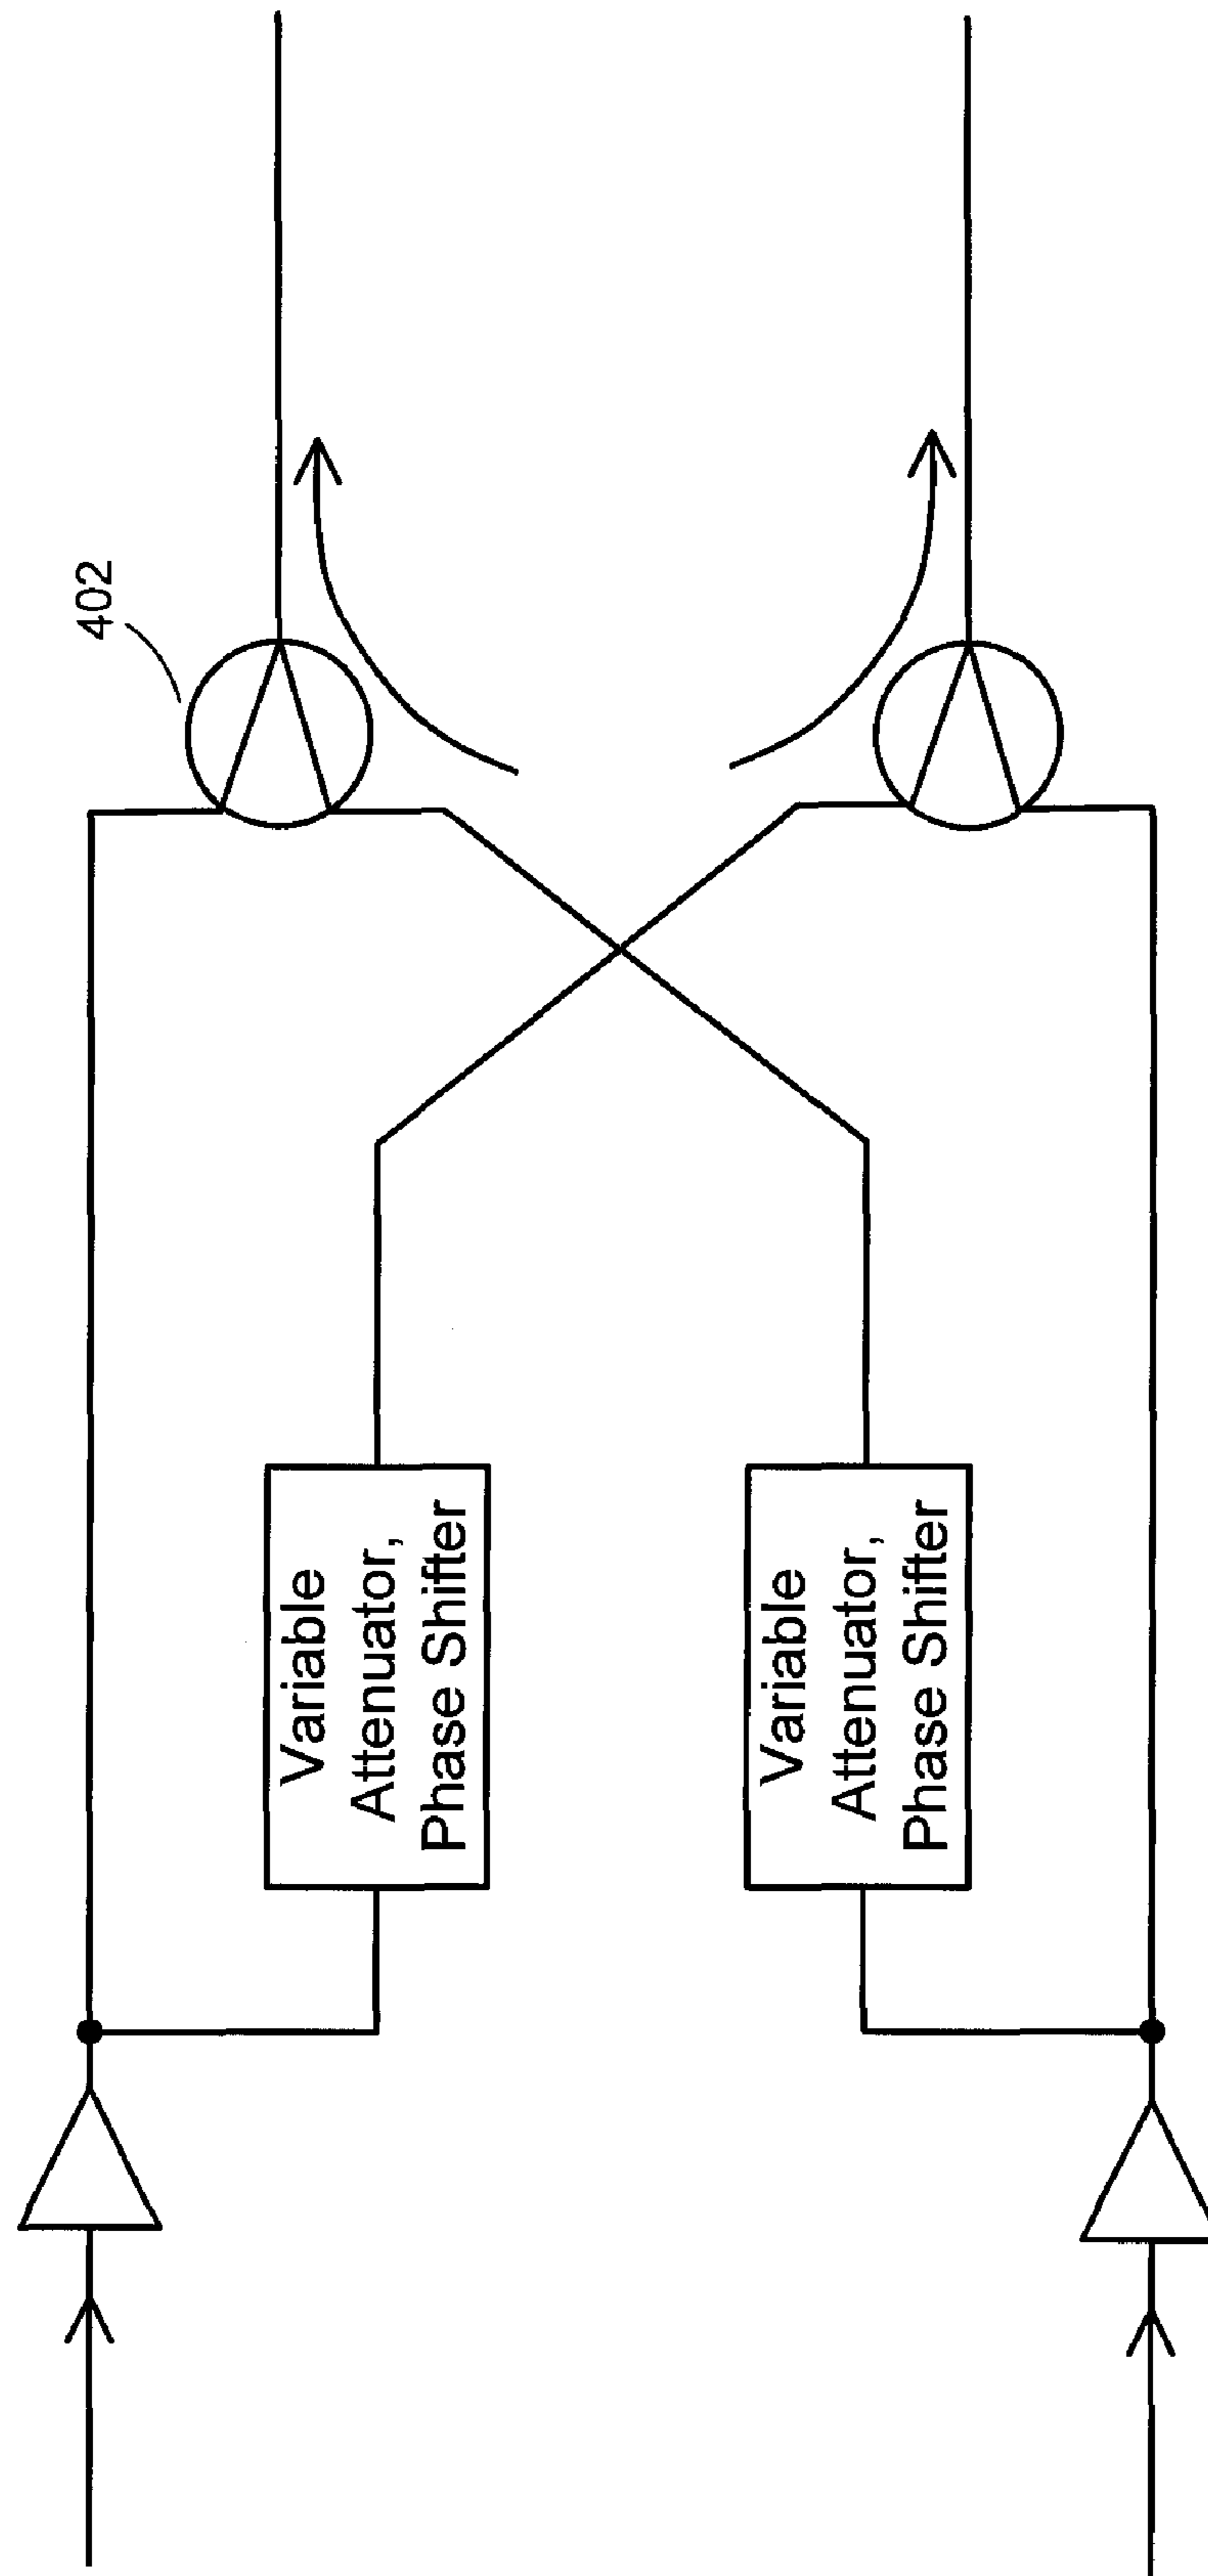 402
Variable
Attenuator,
Phase Shifter
Variable
Attenuator,
Phase Shifter